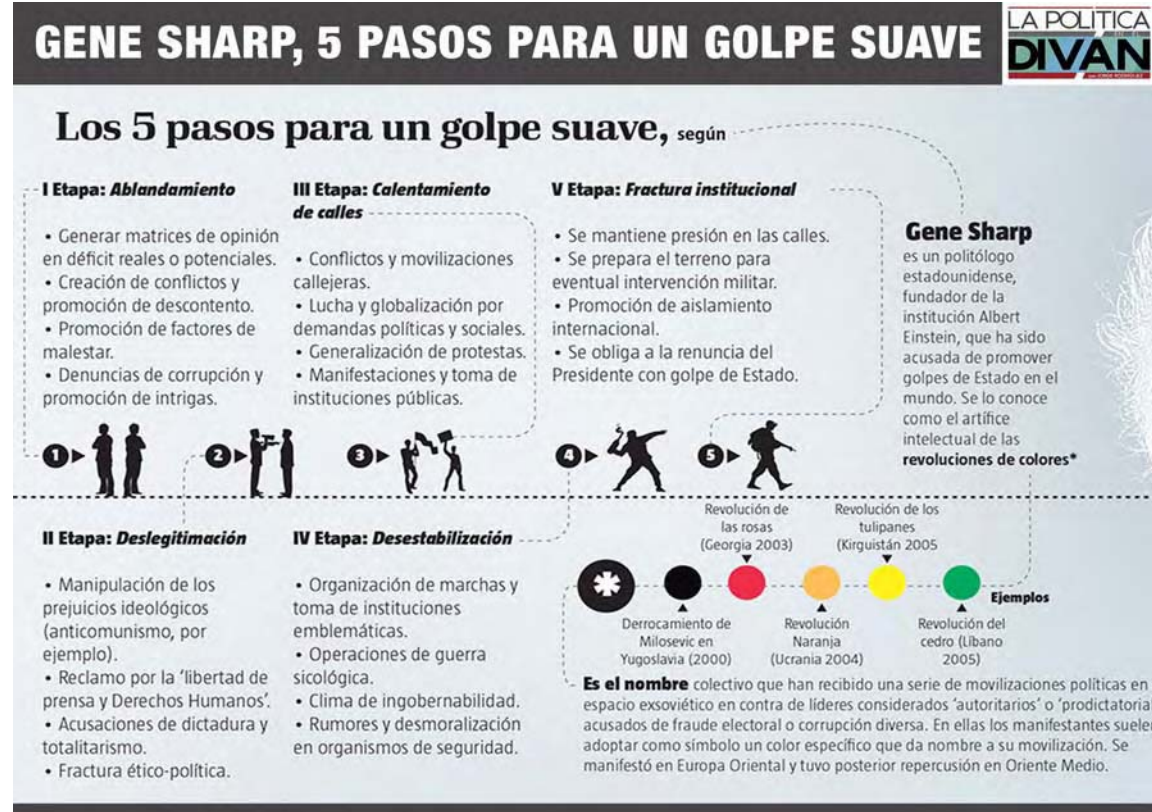 GENE SHARP, 5 PASOS PARA UN GOLPE SUAVE
LA POLÍTICA
EN EL
DIVÁN
Los 5 pasos para un golpe suave, según
I Etapa: Ablandamiento
• Generar matrices de opinión
en déficit reales o potenciales.
• Creación de conflictos y
promoción de descontento.
• Promoción de factores de
malestar.
• Denuncias de corrupción y
promoción de intrigas.
III Etapa: Calentamiento
de calles
• Conflictos y movilizaciones
callejeras.
• Lucha y globalización por
demandas políticas y sociales.
• Generalización de protestas.
• Manifestaciones y toma de
instituciones públicas.
V Etapa: Fractura institucional
• Se mantiene presión en las calles.
• Se prepara el terreno para
eventual intervención militar.
• Promoción de aislamiento
internacional.
• Se obliga a la renuncia del
Presidente con golpe de Estado.
Gene Sharp
es un politólogo
estadounidense,
fundador de la
institución Albert
Einstein, que ha sido
acusada de promover
golpes de Estado en el
mundo. Se lo conoce
como el artífice
intelectual de las
revoluciones de colores*
1
2
3
4
5
II Etapa: Deslegitimación
• Manipulación de los
prejuicios ideológicos
(anticomunismo, por
ejemplo).
• Reclamo por la 'libertad de
prensa y Derechos Humanos'.
• Acusaciones de dictadura y
totalitarismo.
• Fractura ético-política.
IV Etapa: Desestabilización
• Organización de marchas y
toma de instituciones
emblemáticas.
• Operaciones de guerra
sicológica.
• Clima de ingobernabilidad.
• Rumores y desmoralización
en organismos de seguridad.
Revolución de
las rosas
(Georgia 2003)
Revolución de los
tulipanes
(Kirguistán 2005
*
Ejemplos
Derrocamiento de
Milosevic en
Yugoslavia (2000)
Revolución
Naranja
(Ucrania 2004)
Revolución del
cedro (Líbano
2005)
Es el nombre colectivo que han recibido una serie de movilizaciones políticas en
espacio exsoviético en contra de líderes considerados 'autoritarios' o 'prodictatoria
acusados de fraude electoral o corrupción diversa. En ellas los manifestantes suele
adoptar como símbolo un color específico que da nombre a su movilización. Se
manifestó en Europa Oriental y tuvo posterior repercusión en Oriente Medio.